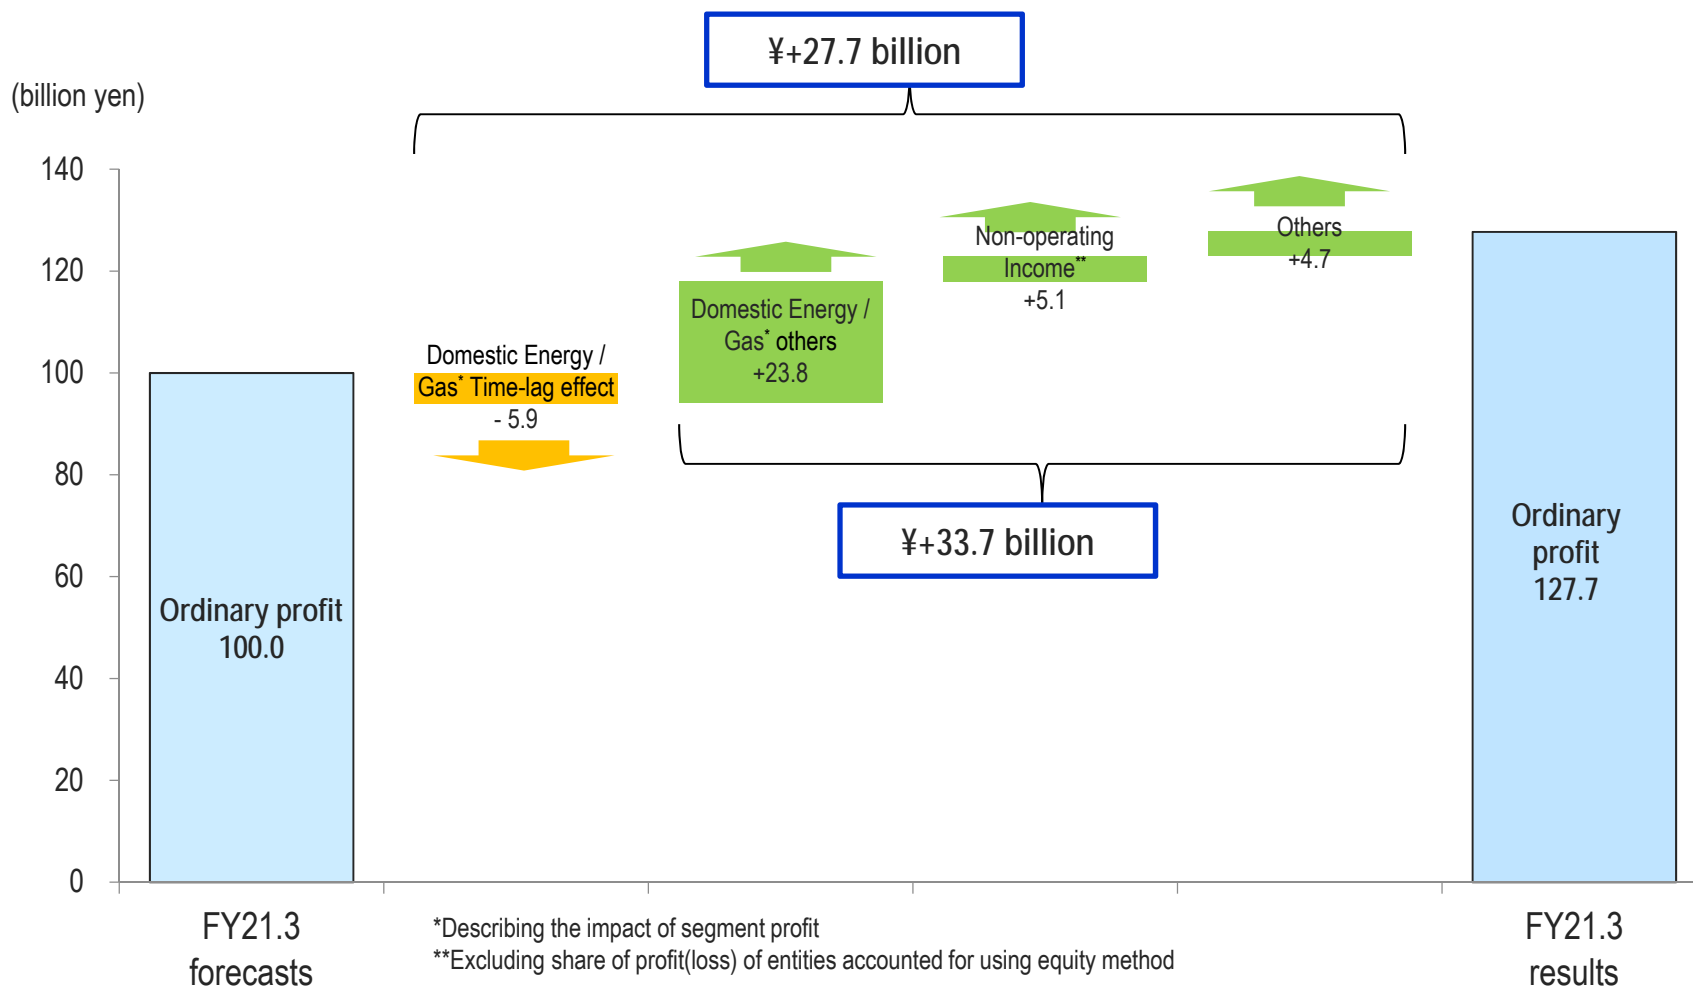 ¥+27.7 billion
(billion yen)
140
120
100
80
60
40
20
0
Ordinary profit
100.0
Domestic Energy /
Gas* Time-lag effect
- 5.9
Domestic Energy /
Gas* others
+23.8
Non-operating
Income**
+5.1
Others
+4.7
¥+33.7 billion
Ordinary
profit
127.7
FY21.3
forecasts
*Describing the impact of segment profit
**Excluding share of profit(loss) of entities accounted for using equity method
FY21.3
results